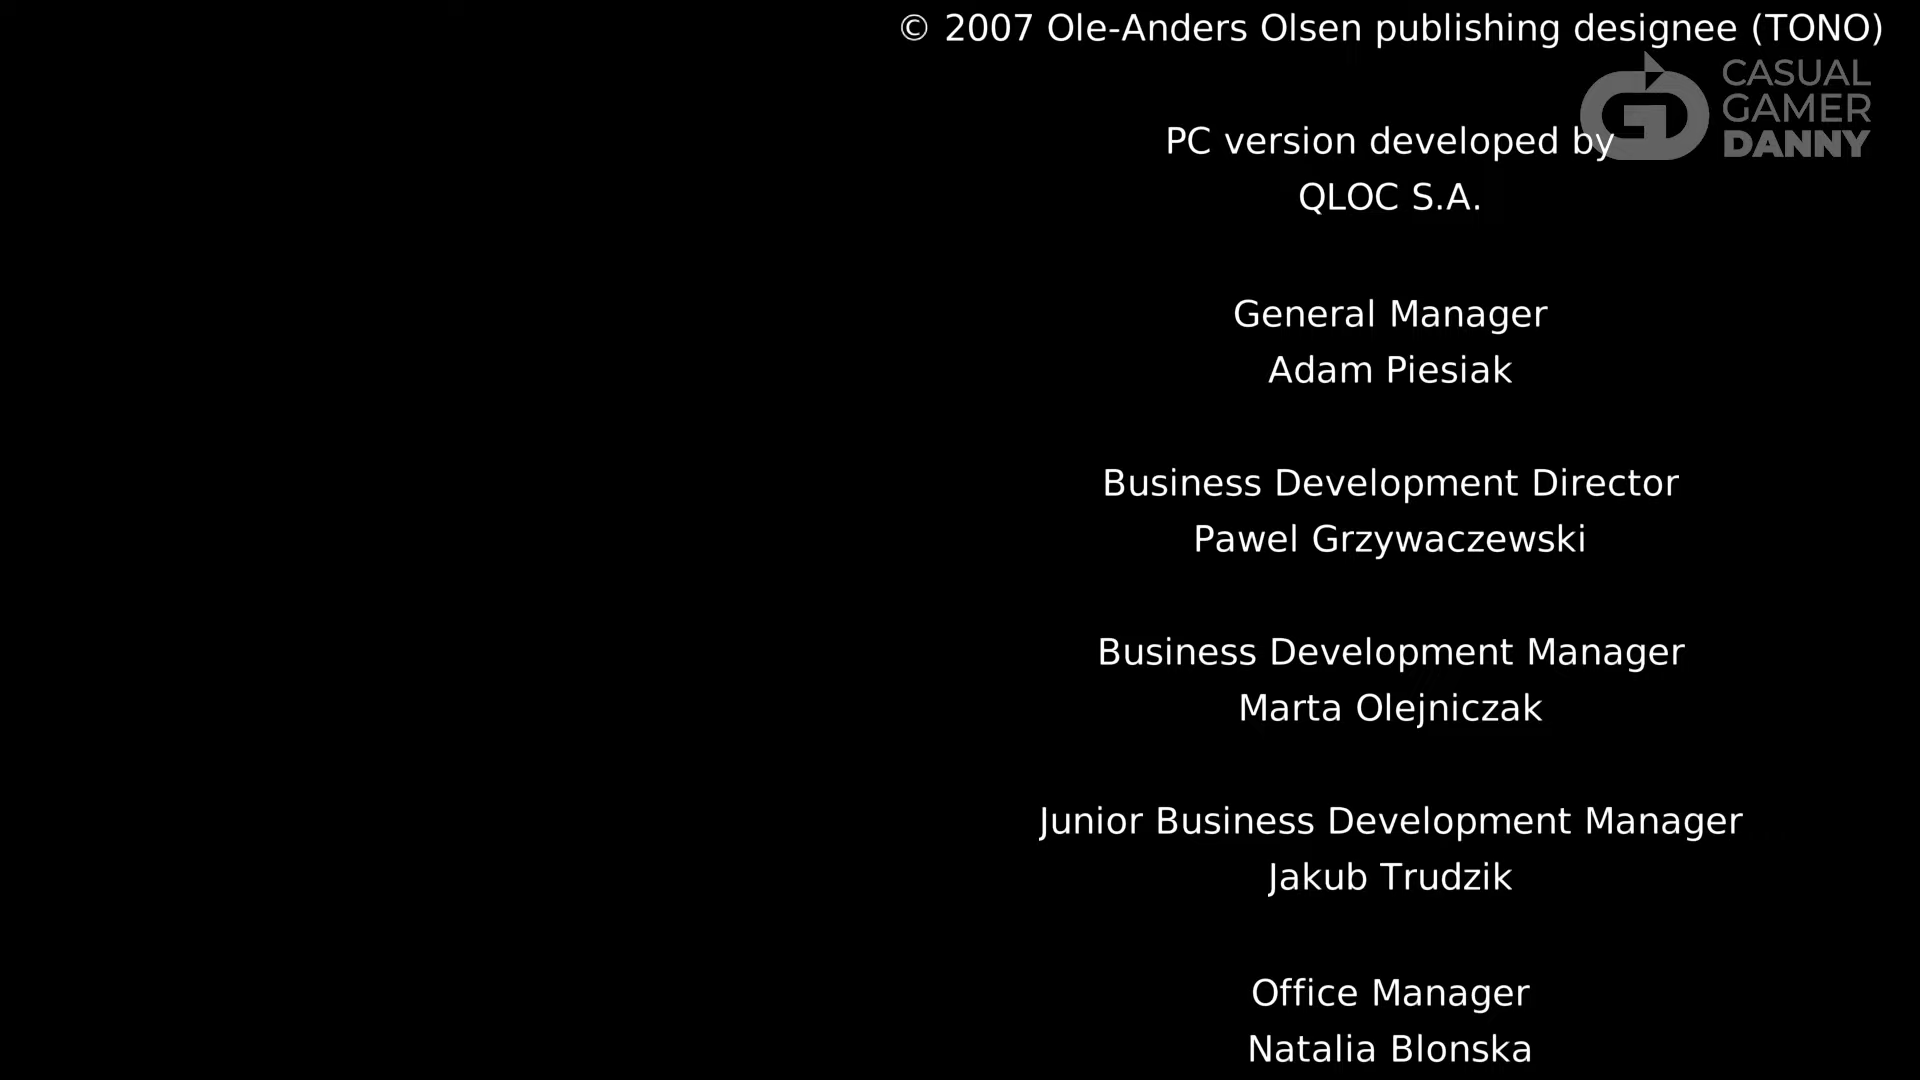 © 2007 Ole-Anders Olsen publishing designee (TONO)
CASUAL
GAMER
DANNY
PC version developed by
QLOC S.A.
General Manager
Adam Piesiak
Business Development Director
Pawel Grzywaczewski
Business Development Manager
Marta Olejniczak
Junior Business Development Manager
Jakub Trudzik
Office Manager
Natalia Blonska